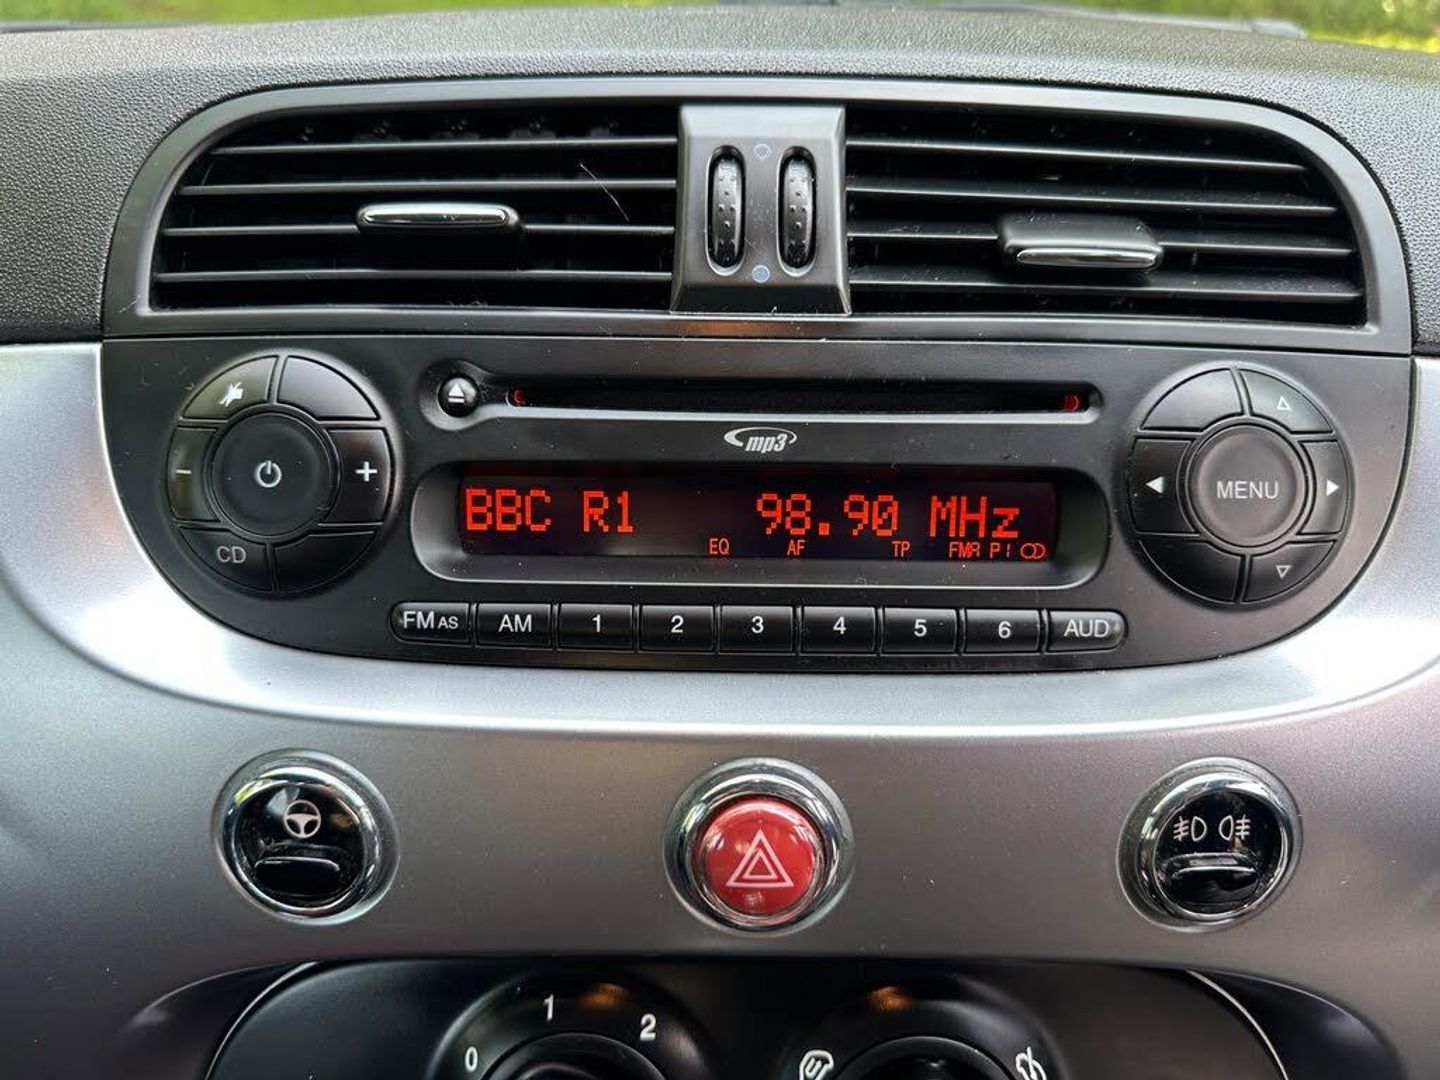 mp3
BBC R1 98.90 MHz
EQ AF TP FMR P1
- +
CD
MENU
FM AS AM 1 2 3 4 5 6 AUD
0 1 2